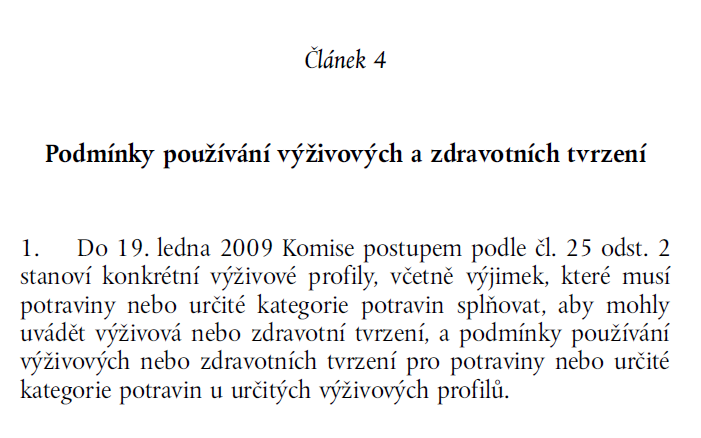 Článek 4
Podmínky používání výživových a zdravotních tvrzení
1. Do 19. ledna 2009 Komise postupem podle čl. 25 odst. 2
stanoví konkrétní výživové profily, včetně výjimek, které musí
potraviny nebo určité kategorie potravin splňovat, aby mohly
uvádět výživová nebo zdravotní tvrzení, a podmínky používání
výživových nebo zdravotních tvrzení pro potraviny nebo určité
kategorie potravin u určitých výživových profilů.